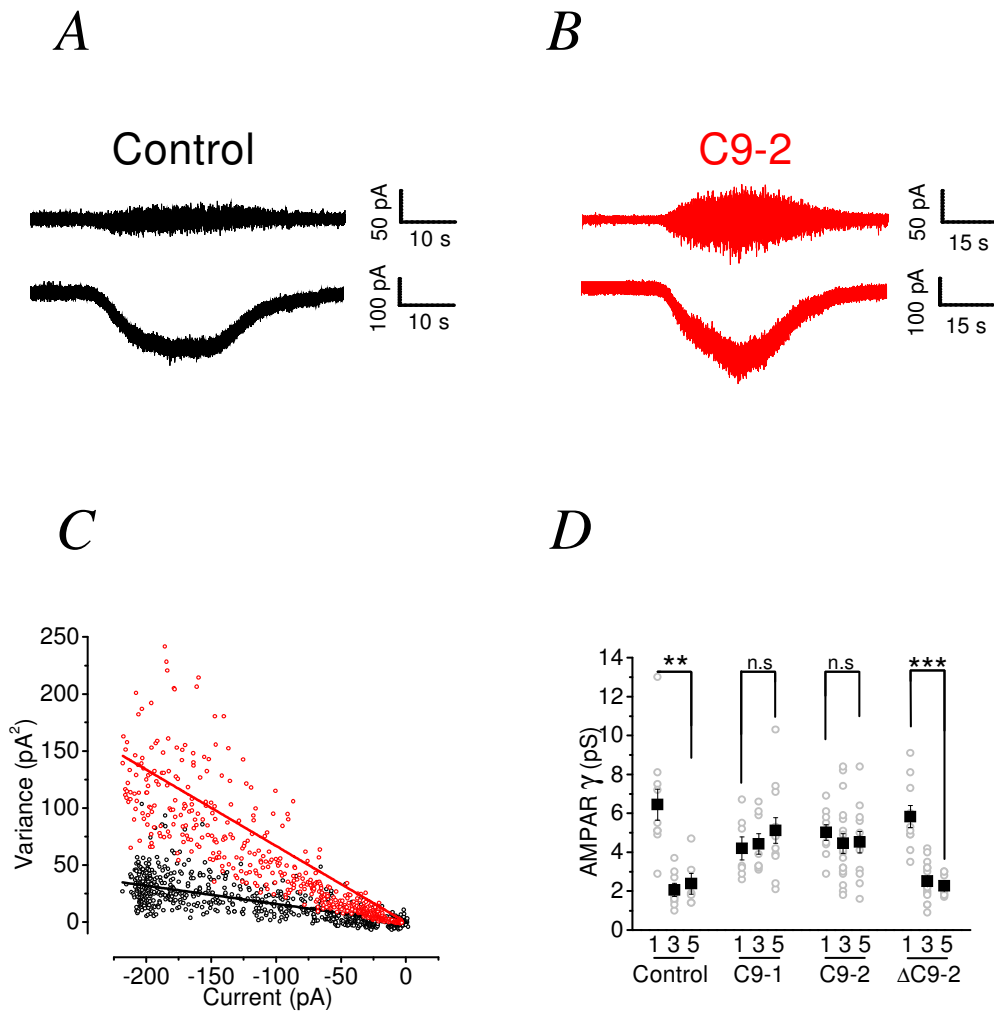 A
B
Control
C9-2
50 pA
10 s
50 pA
15 s
100 pA
10 s
100 pA
15 s
C
D
Variance (pA²)
250
200
150
100
50
0
-200 -150 -100 -50 0
Current (pA)
AMPAR γ (pS)
14
12
10
8
6
4
2
0
** n.s n.s ***
1 3 5 1 3 5 1 3 5 1 3 5
Control C9-1 C9-2 ΔC9-2